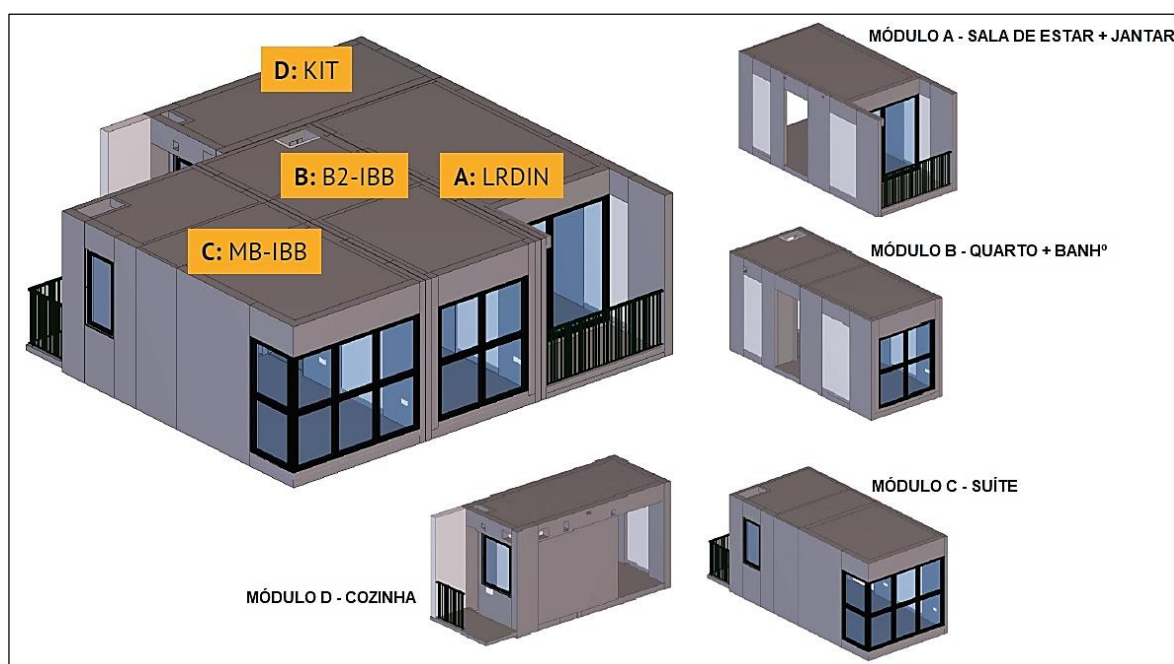 D: KIT
B: B2-IBB
A: LRDIN
C: MB-IBB
MÓDULO A - SALA DE ESTAR + JANTAR
MÓDULO B - QUARTO + BANHº
MÓDULO C - SUÍTE
MÓDULO D - COZINHA